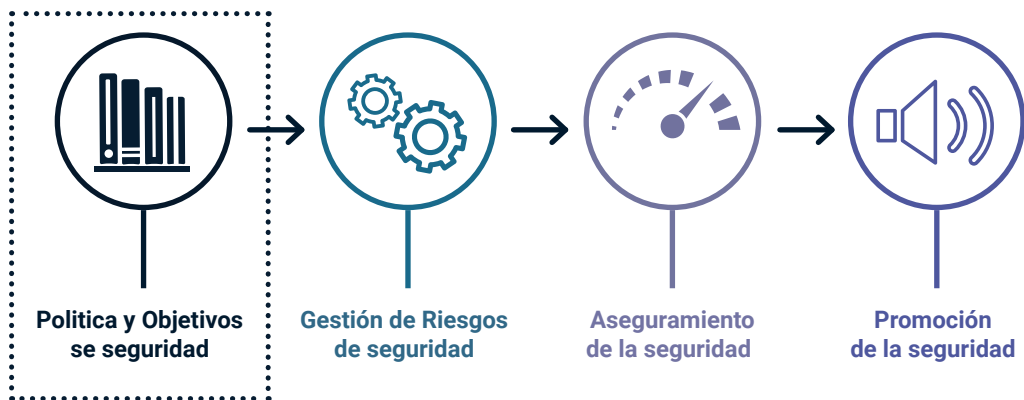 Politica y Objetivos
se seguridad
Gestión de Riesgos
de seguridad
Aseguramiento
de la seguridad
Promoción
de la seguridad